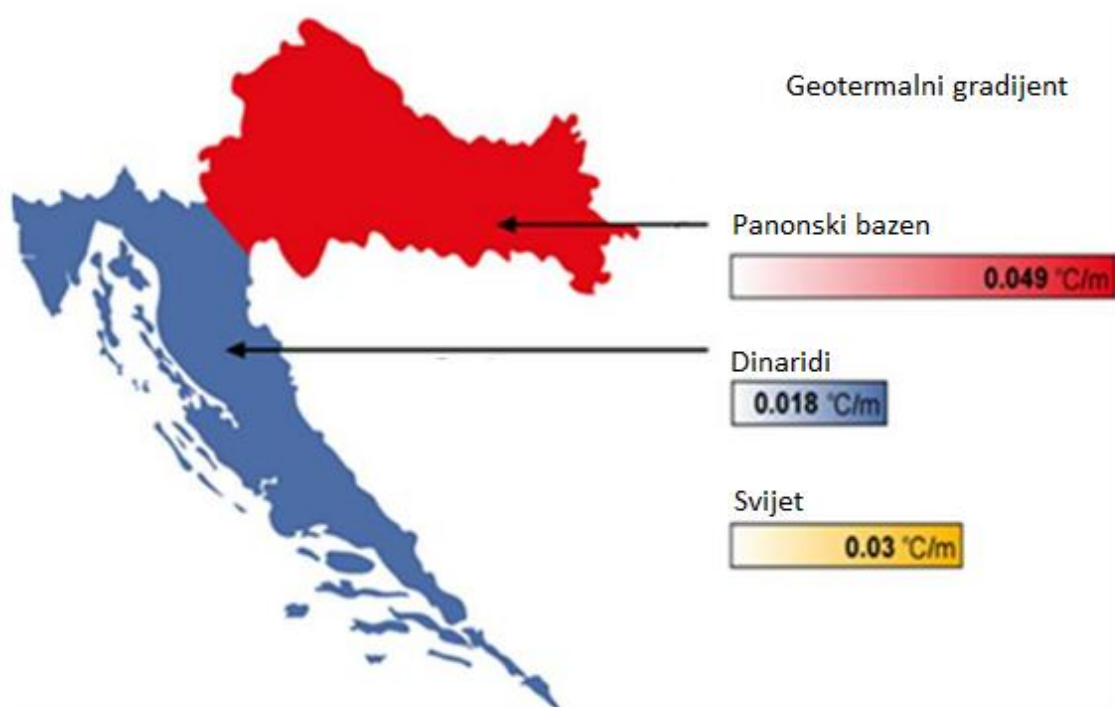 Geotermalni gradijent
Panonski bazen
0.049 °C/m
Dinaridi
0.018 °C/m
Svijet
0.03 °C/m